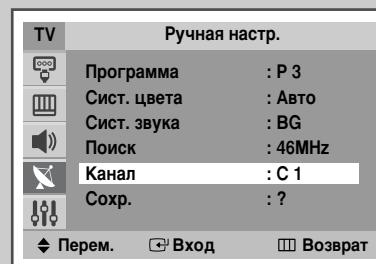 TV Ручная настр.
Программа : P 3
Сист. цвета : Авто
Сист. звука : BG
Поиск : 46MHz
Канал : C 1
Сохр. : ?
Перем. Вход Возврат